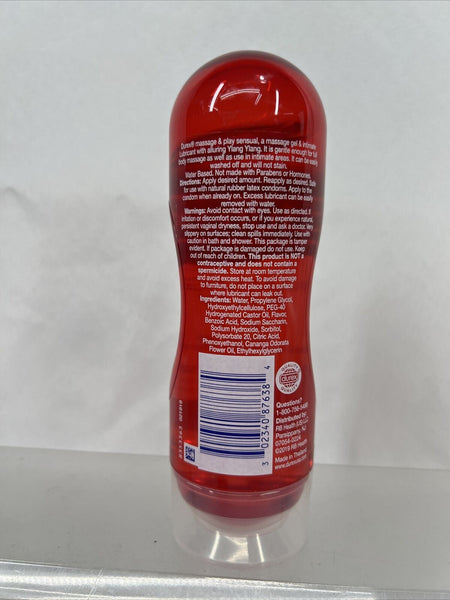 Durex® massage & play sensual, a massage gel & intimate
lubricant with alluring Ylang Ylang. It is gentle enough for full
body massage as well as use in intimate areas. It can be easily
washed off and will not stain.
Water Based. Not made with Parabens or Hormones.
Directions: Apply desired amount. Reapply as desired. Safe
for use with natural rubber latex condoms. Apply to the
condom when already on. Excess lubricant can be easily
removed with water.
Warnings: Avoid contact with eyes. Use as directed. If
irritation or discomfort occurs, or if you experience natural,
persistent vaginal dryness, stop use and ask a doctor. Very
slippery on surfaces; clean spills immediately. Use with
caution in bath and shower. This package is tamper
evident. If package is damaged do not use. Keep
out of reach of children. This product is NOT a
contraceptive and does not contain a
spermicide. Store at room temperature
and avoid excess heat. To avoid damage
to furniture, do not place on a surface
where lubricant can leak out.
Ingredients: Water, Propylene Glycol,
Hydroxyethylcellulose, PEG-40
Hydrogenated Castor Oil, Flavor,
Benzoic Acid, Sodium Saccharin,
Sodium Hydroxide, Sorbitol,
Polysorbate 20, Citric Acid,
Phenoxyethanol, Cananga Odorata
Flower Oil, Ethylhexylglycerin
3 02340 87638 4
durex
Questions?
Distributed by:
RB Health (US) LLC
Parsippany, NJ
07054-0224
©2019 RB Health
Made in Thailand